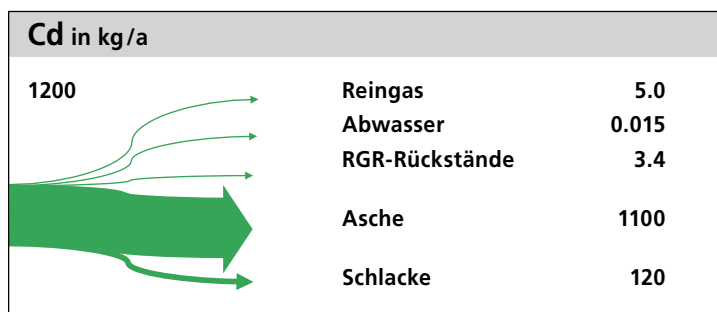 Cd in kg/a
1200 Reingas 5.0
Abwasser 0.015
RGR-Rückstände 3.4
Asche 1100
Schlacke 120